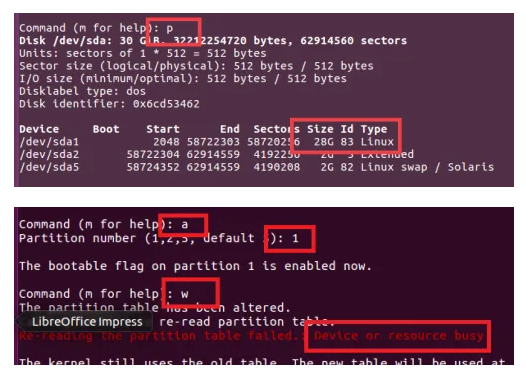 Command (m for help): p
Disk /dev/sda: 30 GiB, 32212254720 bytes, 62914560 sectors
Units: sectors of 1 * 512 = 512 bytes
Sector size (logical/physical): 512 bytes / 512 bytes
I/O size (minimum/optimal): 512 bytes / 512 bytes
Disklabel type: dos
Disk identifier: 0x6cd53462
Device Boot Start End Sectors Size Id Type
/dev/sda1 2048 58722303 58720256 28G 83 Linux
/dev/sda2 58722304 62914559 4192256 2G 5 Extended
/dev/sda5 58724352 62914559 4190208 2G 82 Linux swap / Solaris
Command (m for help): a
Partition number (1,2,5, default 5): 1
The bootable flag on partition 1 is enabled now.
Command (m for help): w
The partition table has been altered.
LibreOffice Impress re-read partition table.
Re-reading the partition table failed.: Device or resource busy
The kernel still uses the old table. The new table will be used at